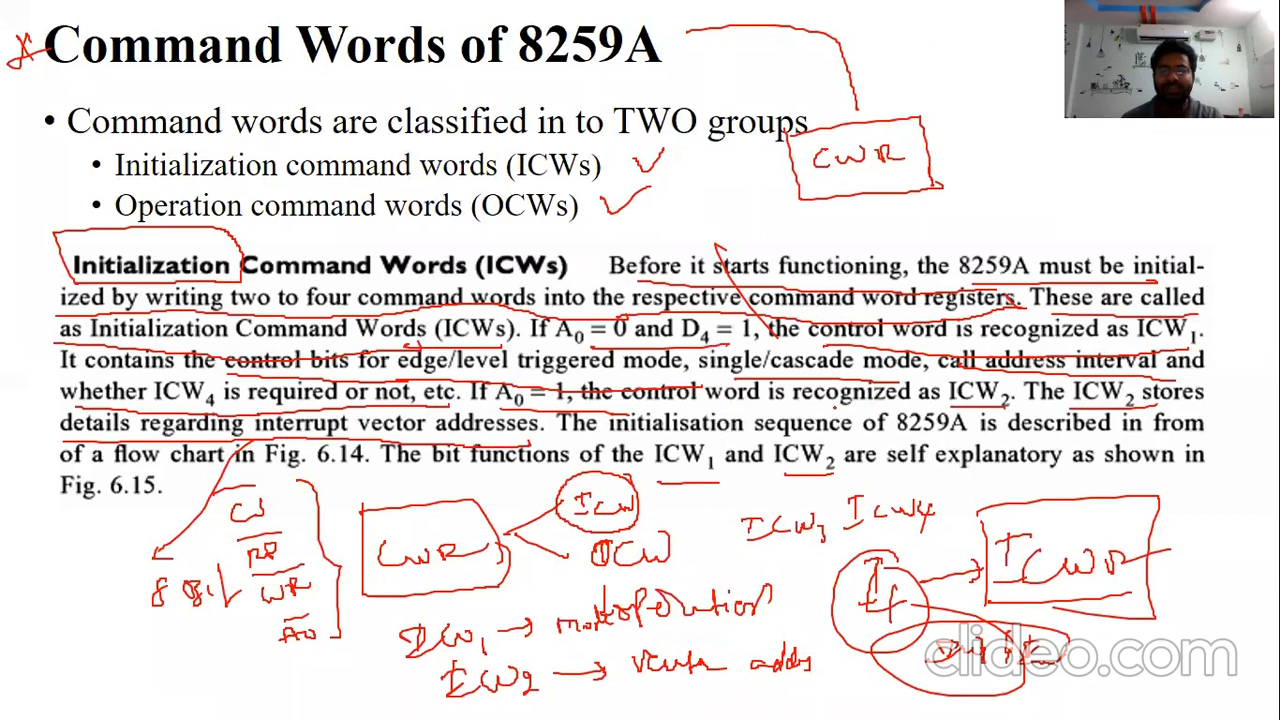 Command Words of 8259A
• Command words are classified in to TWO groups
• Initialization command words (ICWs)
• Operation command words (OCWs)
CWR
Initialization Command Words (ICWs) Before it starts functioning, the 8259A must be initial-
ized by writing two to four command words into the respective command word registers. These are called
as Initialization Command Words (ICWs). If A₀ = 0 and D₄ = 1, the control word is recognized as ICW₁.
It contains the control bits for edge/level triggered mode, single/cascade mode, call address interval and
whether ICW₄ is required or not, etc. If A₀ = 1, the control word is recognized as ICW₂. The ICW₂ stores
details regarding interrupt vector addresses. The initialisation sequence of 8259A is described in from
of a flow chart in Fig. 6.14. The bit functions of the ICW₁ and ICW₂ are self explanatory as shown in
Fig. 6.15.
CS
RD
WR
A0
CWR
ICW
OCW
ICW₃ ICW4
ICWR
ICW₁ →
ICW2 →
clideo.com